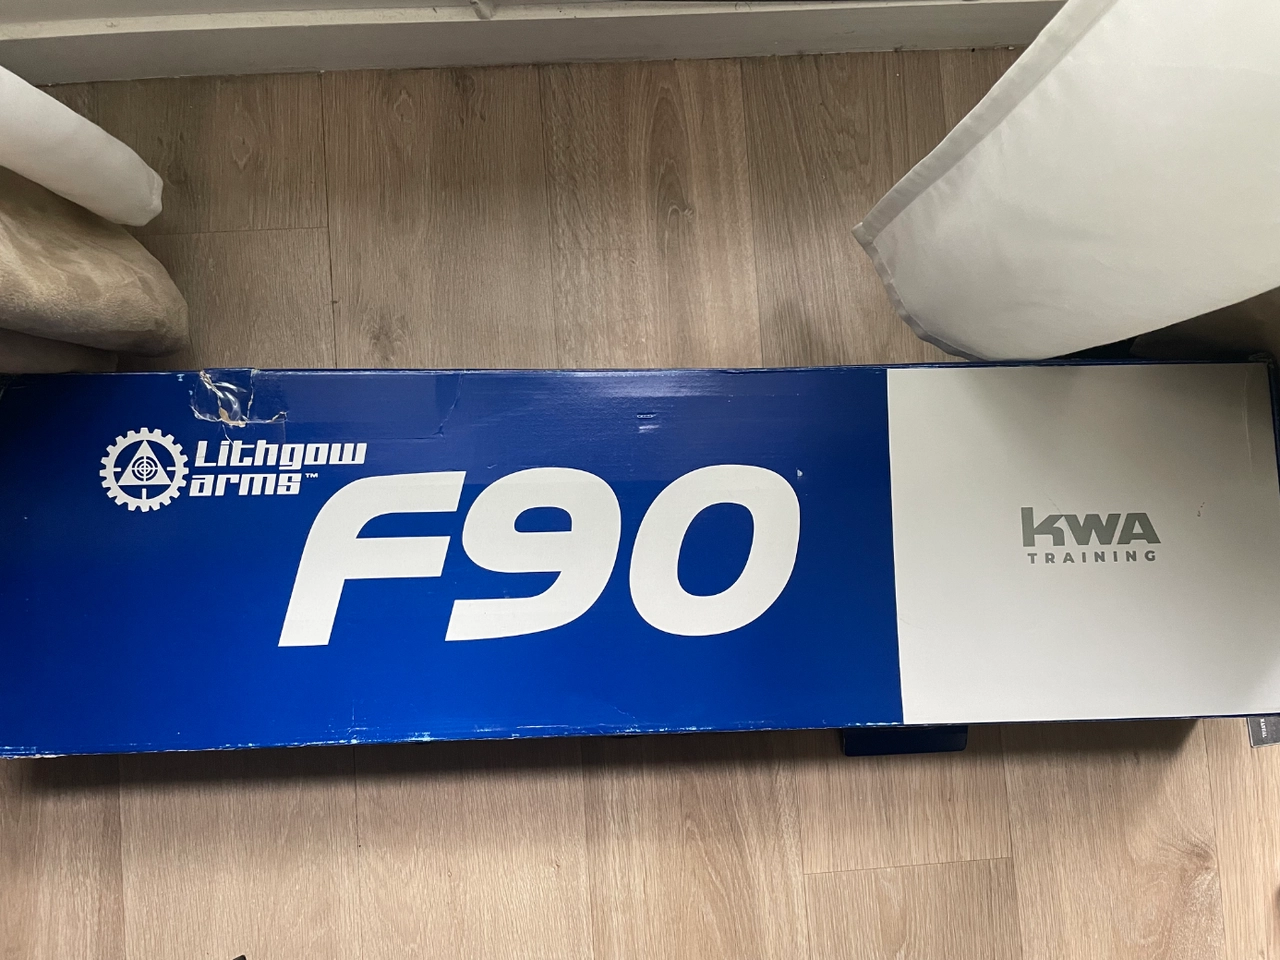 Lithgow
arms™
F90
KWA
TRAINING